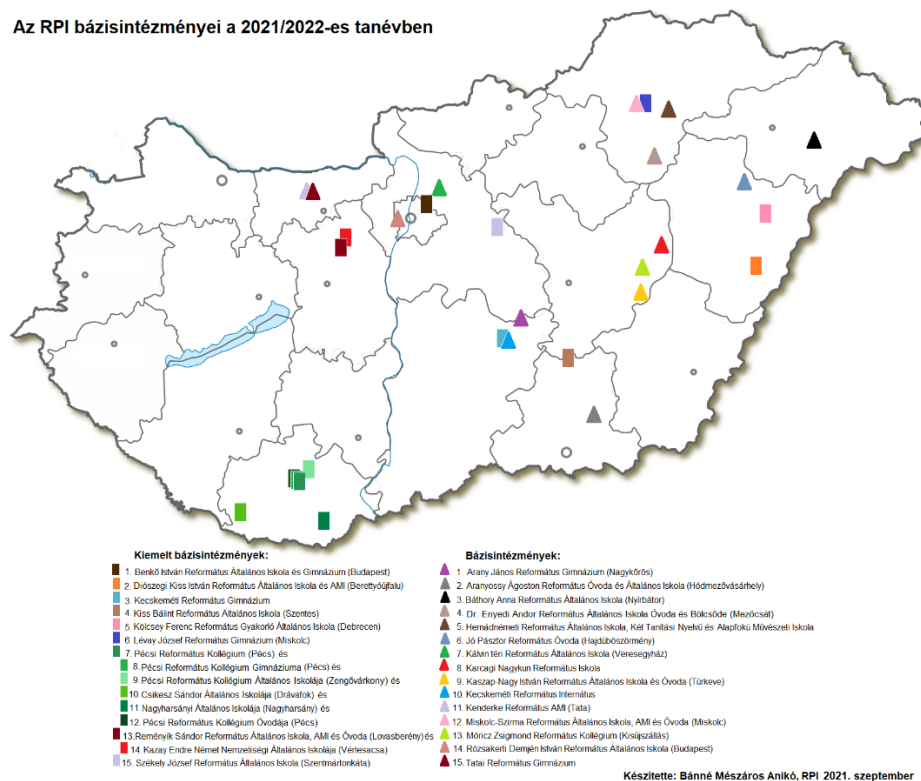 Az RPI bázisintézményei a 2021/2022-es tanévben
Kiemelt bázisintézmények:
1. Benkő István Református Általános Iskola és Gimnázium (Budapest)
2. Diószegi Kiss István Református Általános Iskola és AMI (Berettyóújfalu)
3. Kecskeméti Református Gimnázium
4. Kiss Bálint Református Általános Iskola (Szentes)
5. Kölcsey Ferenc Református Gyakorló Általános Iskola (Debrecen)
6. Lévay József Református Gimnázium (Miskolc)
7. Pécsi Református Kollégium (Pécs) és
8. Pécsi Református Kollégium Gimnáziuma (Pécs) és
9. Pécsi Református Kollégium Általános Iskolája (Zengővárkony) és
10. Csikesz Sándor Általános Iskolája (Drávafok) és
11. Nagyharsányi Általános Iskolája (Nagyharsány) és
12. Pécsi Református Kollégium Óvodája (Pécs)
13. Reményik Sándor Református Általános Iskola, AMI és Óvoda (Lovasberény) és
14. Kazay Endre Német Nemzetiségi Általános Iskolája (Vértesacsa)
15. Székely József Református Általános Iskola (Szentmártonkáta)
Bázisintézmények:
1. Arany János Református Gimnázium (Nagykőrös)
2. Aranyossy Ágoston Református Óvoda és Általános Iskola (Hódmezővásárhely)
3. Báthory Anna Református Általános Iskola (Nyírbátor)
4. Dr. Enyedi Andor Református Általános Iskola Óvoda és Bölcsőde (Mezőcsát)
5. Hernádnémeti Református Általános Iskola, Két Tanítási Nyelvű és Alapfokú Művészeti Iskola
6. Jó Pásztor Református Óvoda (Hajdúböszörmény)
7. Kálvin téri Református Általános Iskola (Veresegyház)
8. Karcagi Nagykun Református Iskola
9. Kaszap-Nagy István Református Általános Iskola és Óvoda (Túrkeve)
10. Kecskeméti Református Internátus
11. Kenderke Református AMI (Tata)
12. Miskolc-Szirma Református Általános Iskola, AMI és Óvoda (Miskolc)
13. Móricz Zsigmond Református Kollégium (Kisújszállás)
14. Rózsakerti Demjén István Református Általános Iskola (Budapest)
15. Tatai Református Gimnázium
Készítette: Bánné Mészáros Anikó, RPI 2021. szeptember